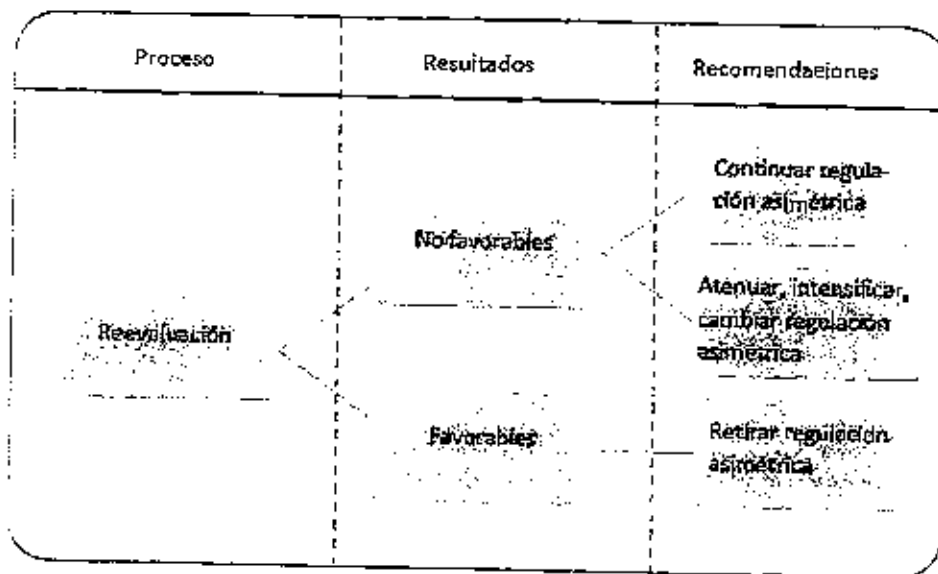 Proceso
Resultados
Recomendaciones
Continuar regula-
ción asimétrica
No favorables
Atenuar, intensificar,
cambiar regulación
asimétrica
Reevaluación
Favorables
Retirar regulación
asimétrica